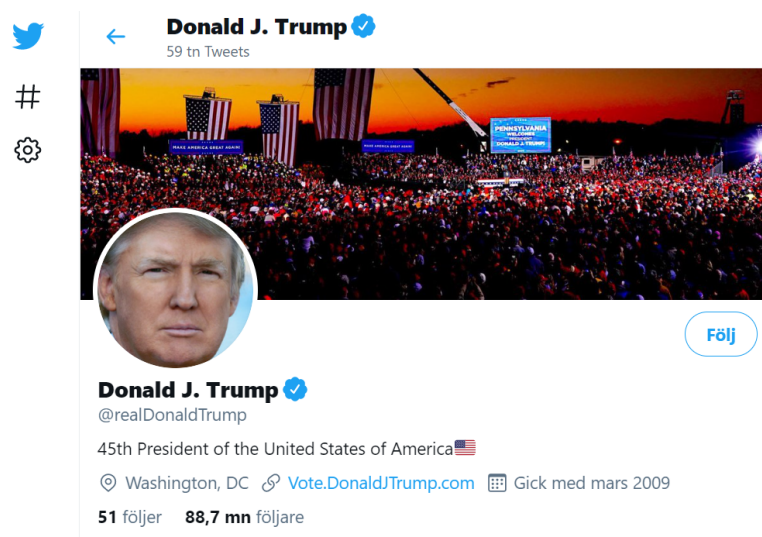 Donald J. Trump
59 tn Tweets
MAKE AMERICA GREAT AGAIN!
MAKE AMERICA GREAT AGAIN!
PENNSYLVANIA
WELCOMES
PRESIDENT
DONALD J. TRUMP!
Följ
Donald J. Trump
@realDonaldTrump
45th President of the United States of America🇺🇸
Washington, DC Vote.DonaldJTrump.com Gick med mars 2009
51 följer 88,7 mn följare